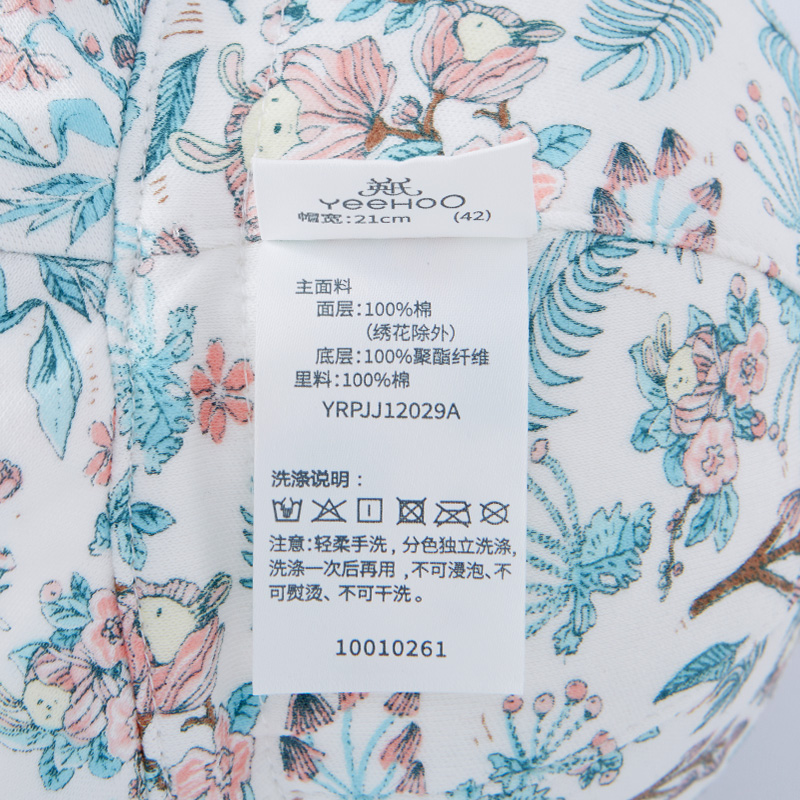 英氏
YEEHOO
帽宽:21cm (42)
主面料
面层:100%棉
(绣花除外)
底层:100%聚酯纤维
里料:100%棉
YRPJJ12029A
洗涤说明:
注意:轻柔手洗,分色独立洗涤,
洗涤一次后再用,不可浸泡、不
可熨烫、不可干洗。
10010261